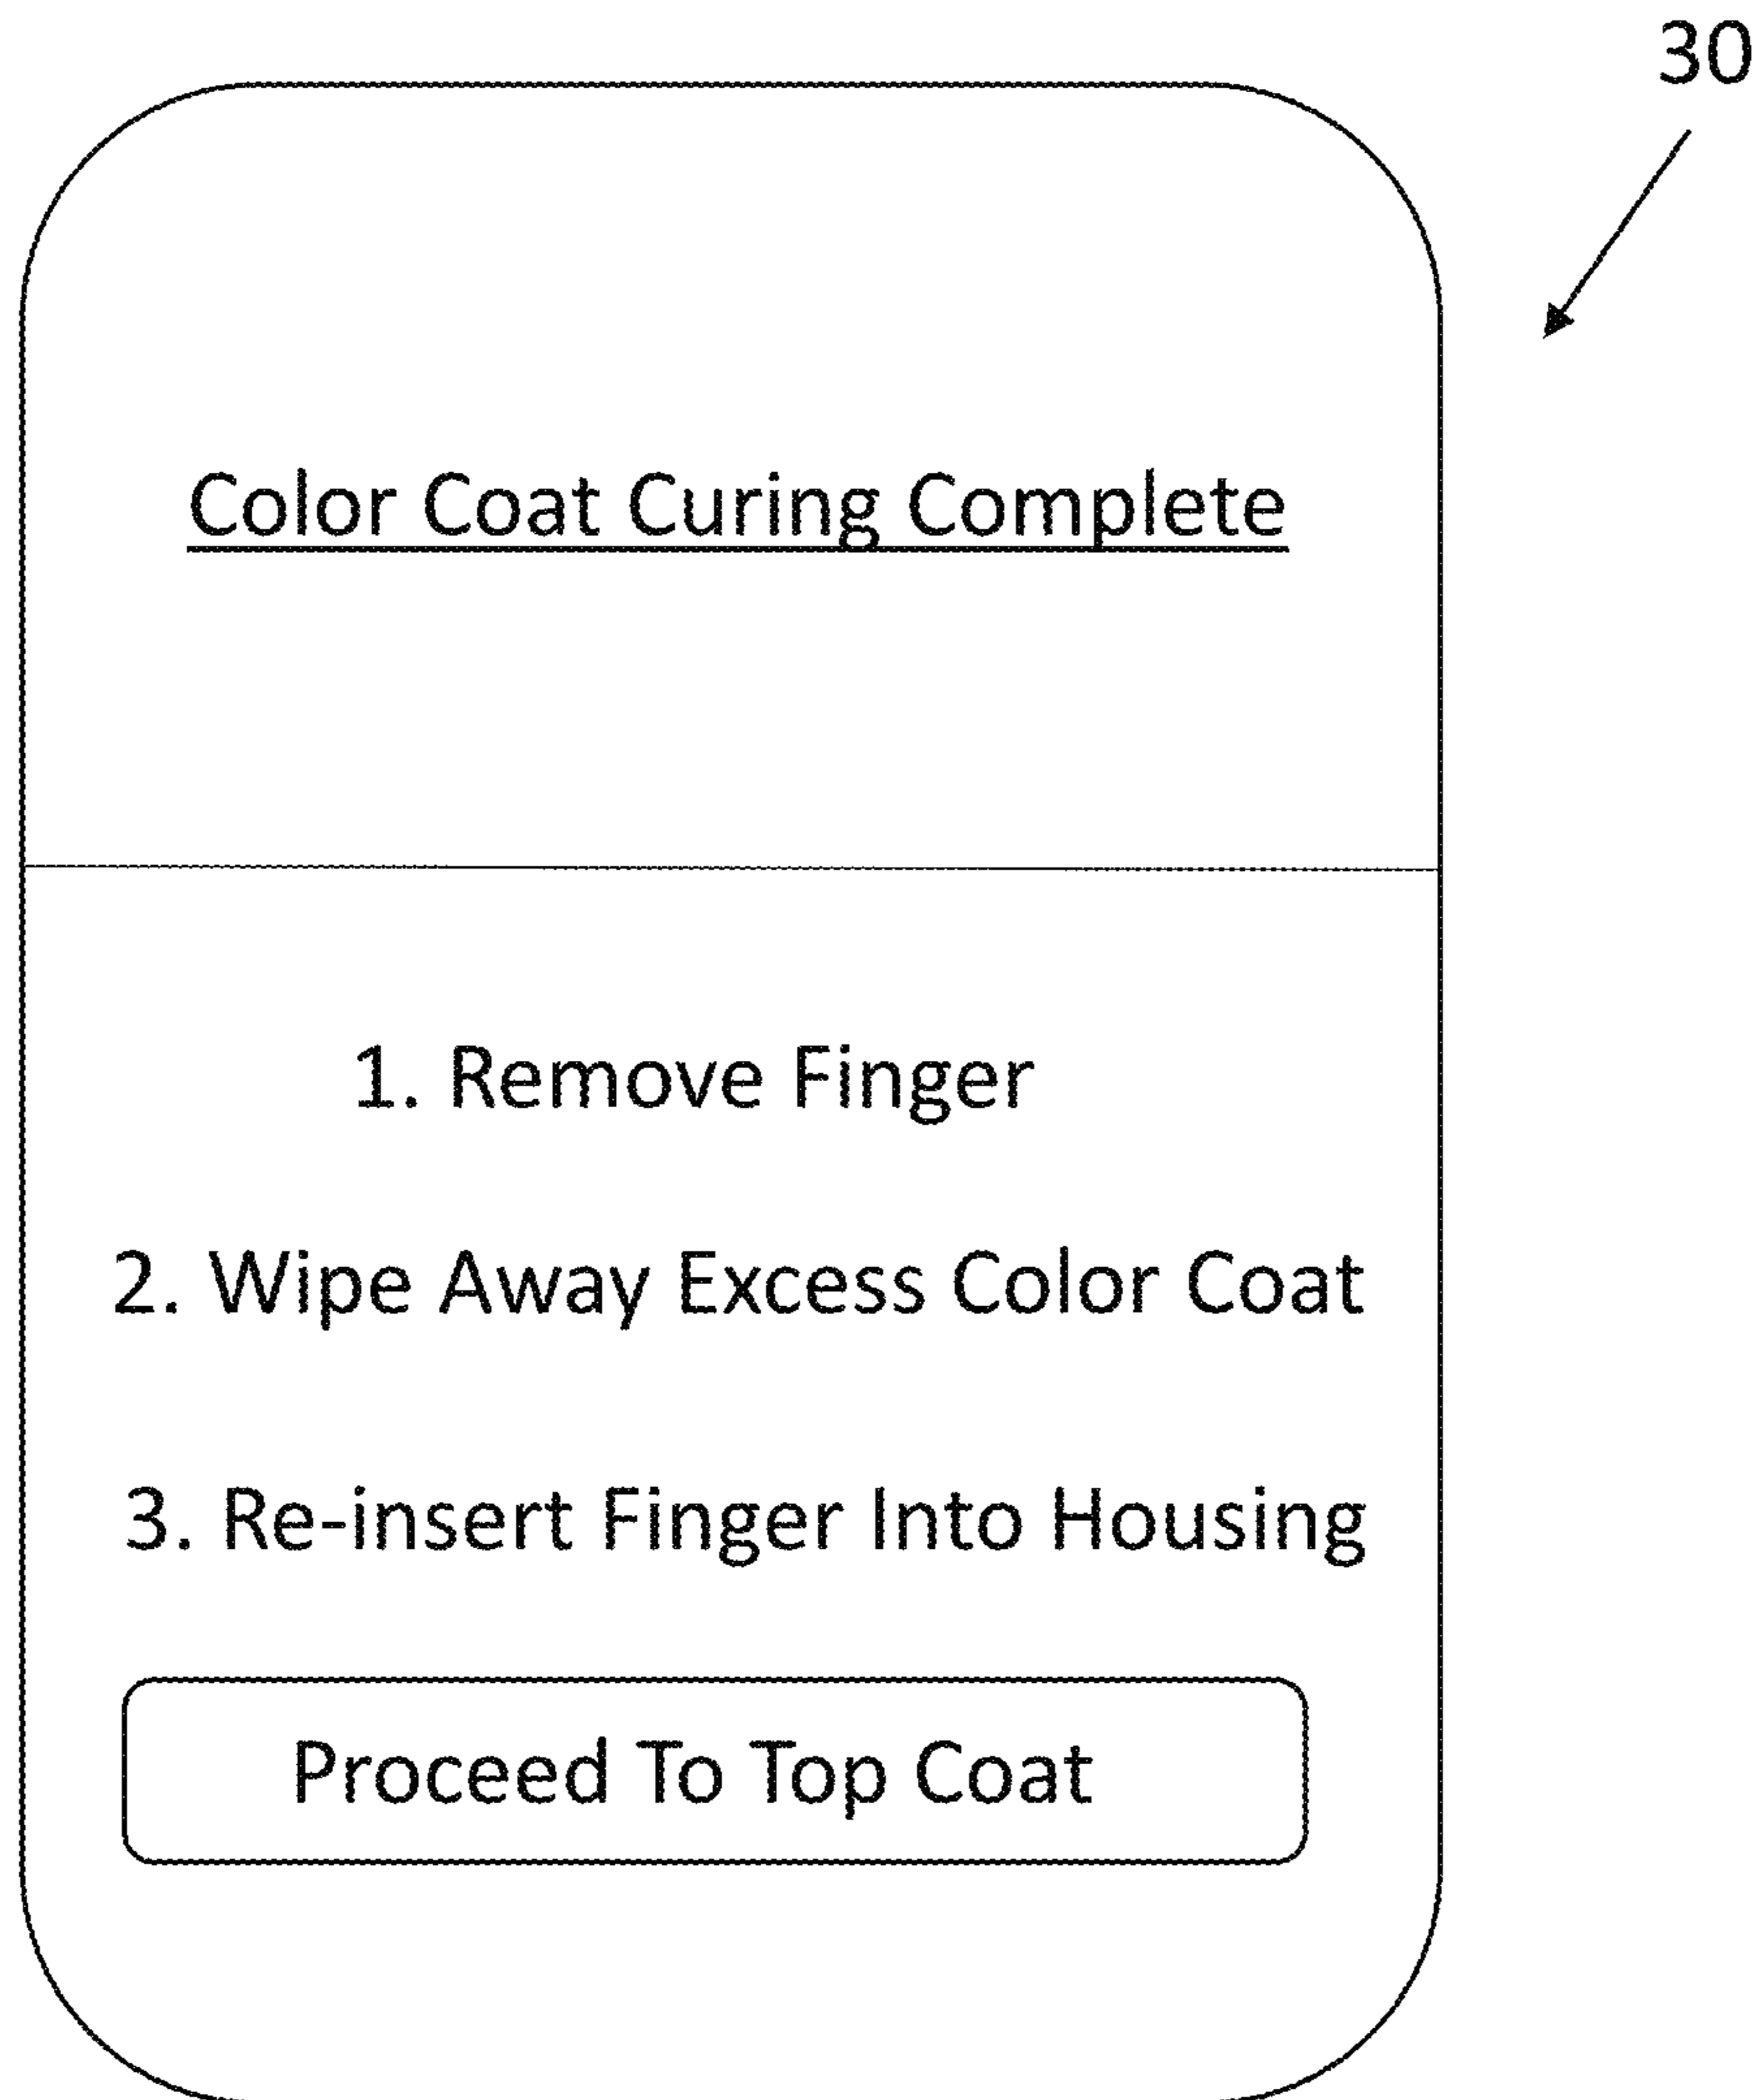 30
Color Coat Curing Complete
1. Remove Finger
2. Wipe Away Excess Color Coat
3. Re-insert Finger Into Housing
Proceed To Top Coat